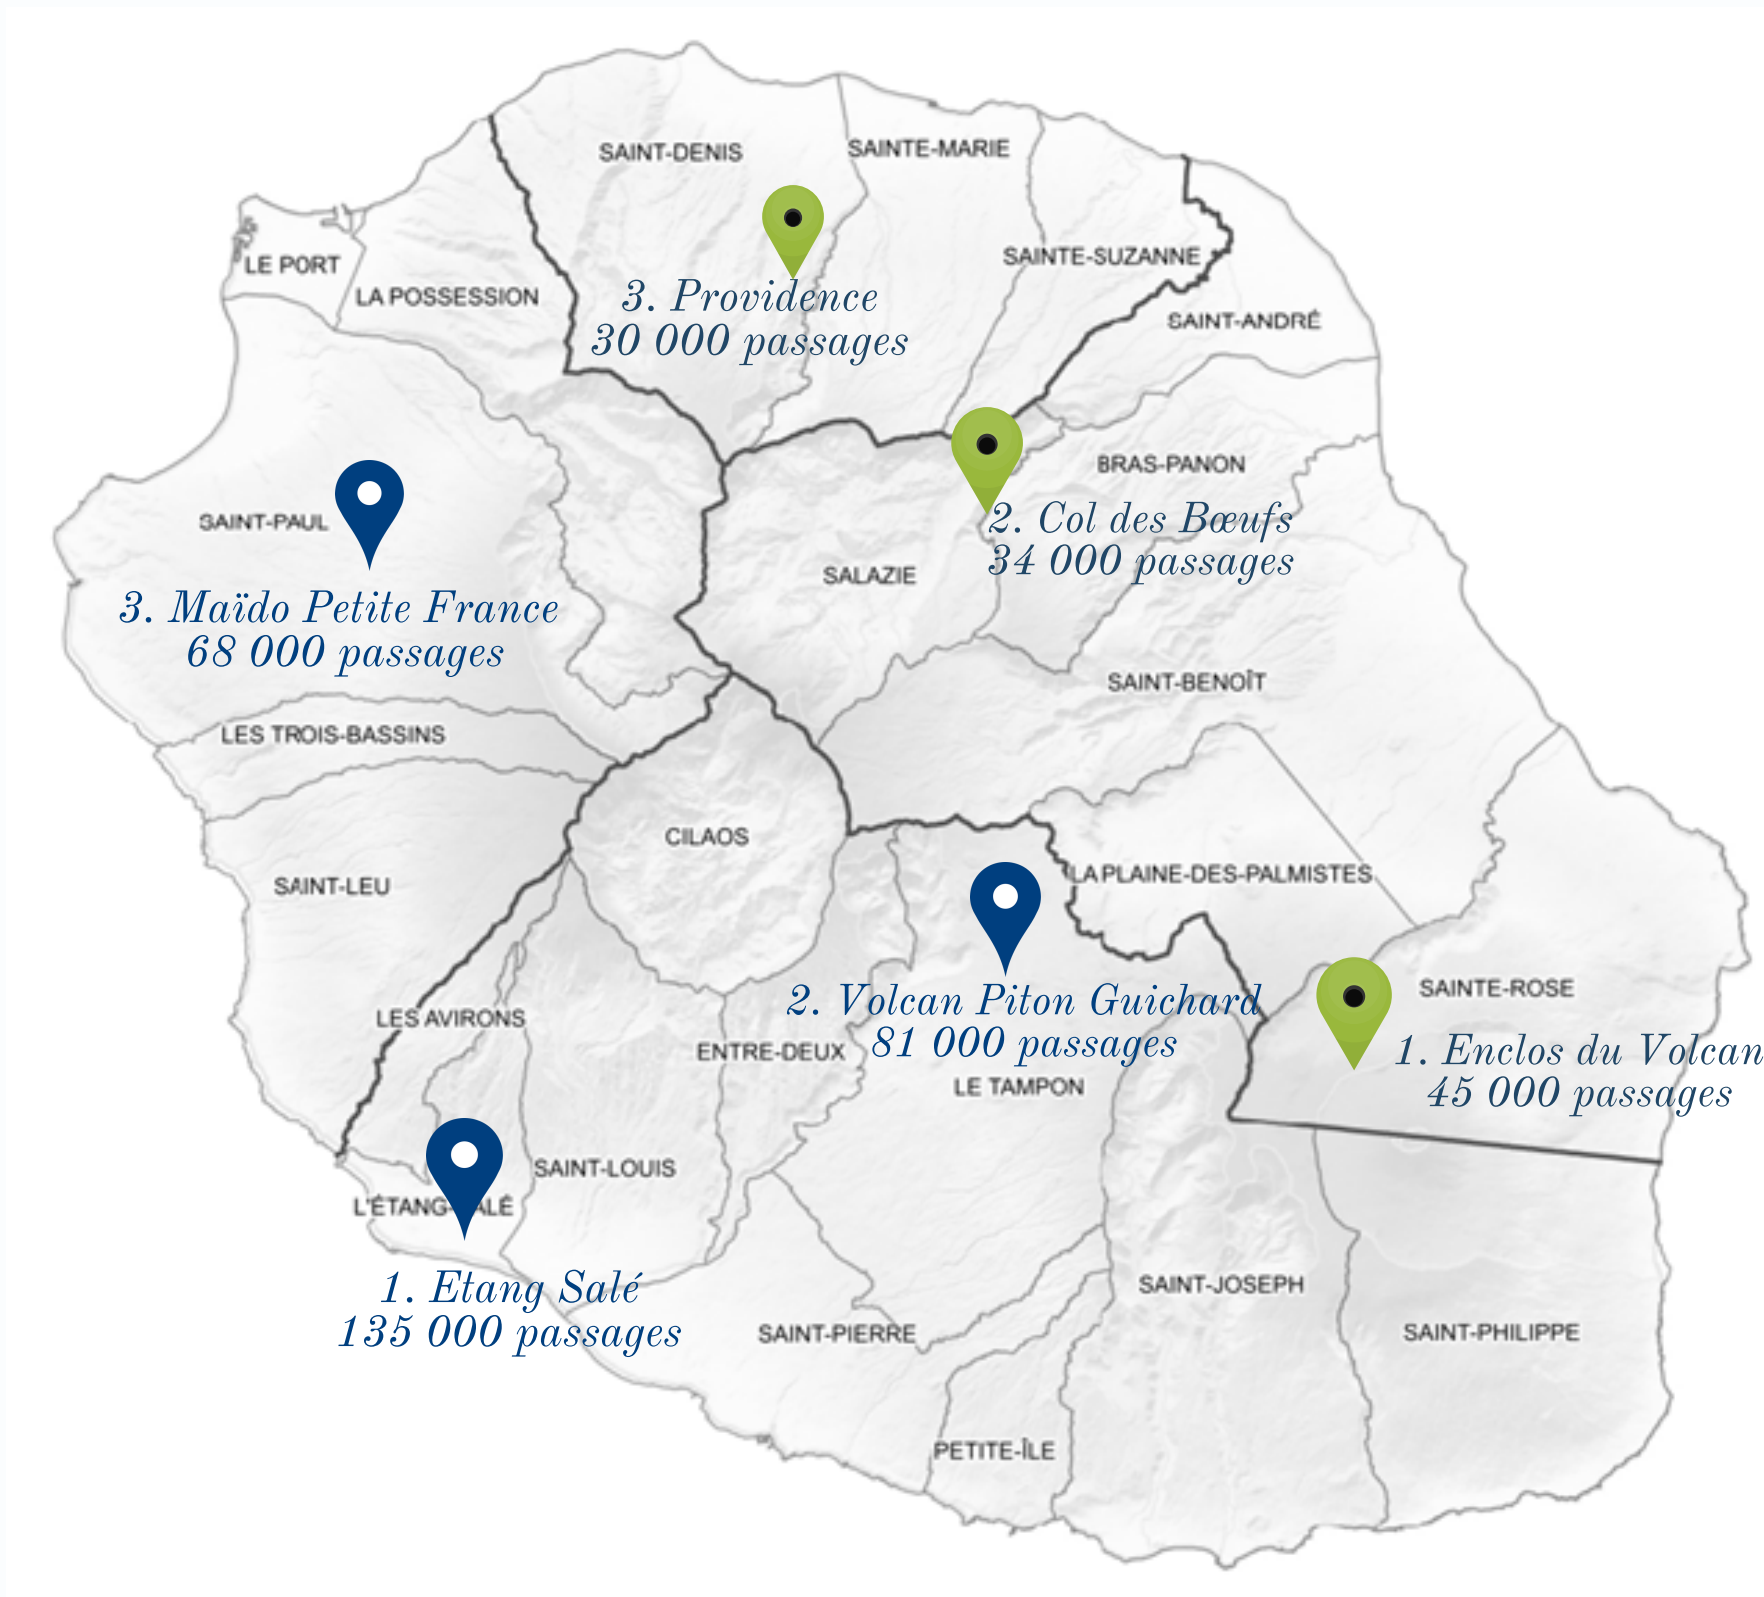 SAINT-DENIS
SAINTE-MARIE
LE PORT
LA POSSESSION
SAINTE-SUZANNE
3. Providence
30 000 passages
SAINT-ANDRÉ
BRAS-PANON
SAINT-PAUL
2. Col des Bœufs
34 000 passages
SALAZIE
3. Maïdo Petite France
68 000 passages
SAINT-BENOÎT
LES TROIS-BASSINS
CILAOS
SAINT-LEU
LA PLAINE-DES-PALMISTES
SAINTE-ROSE
2. Volcan Piton Guichard
81 000 passages
LES AVIRONS
ENTRE-DEUX
1. Enclos du Volcan
45 000 passages
LE TAMPON
SAINT-LOUIS
L'ÉTANG-SALÉ
1. Etang Salé
135 000 passages
SAINT-JOSEPH
SAINT-PIERRE
SAINT-PHILIPPE
PETITE-ÎLE